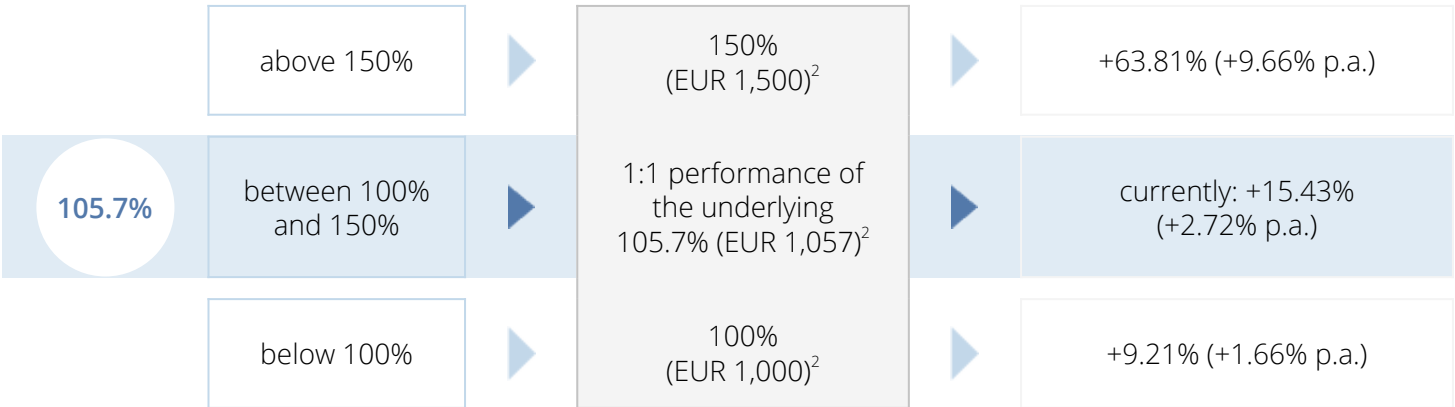 above 150%
150%
(EUR 1,500)²
+63.81% (+9.66% p.a.)
105.7%
between 100%
and 150%
1:1 performance of
the underlying
105.7% (EUR 1,057)²
currently: +15.43%
(+2.72% p.a.)
below 100%
100%
(EUR 1,000)²
+9.21% (+1.66% p.a.)